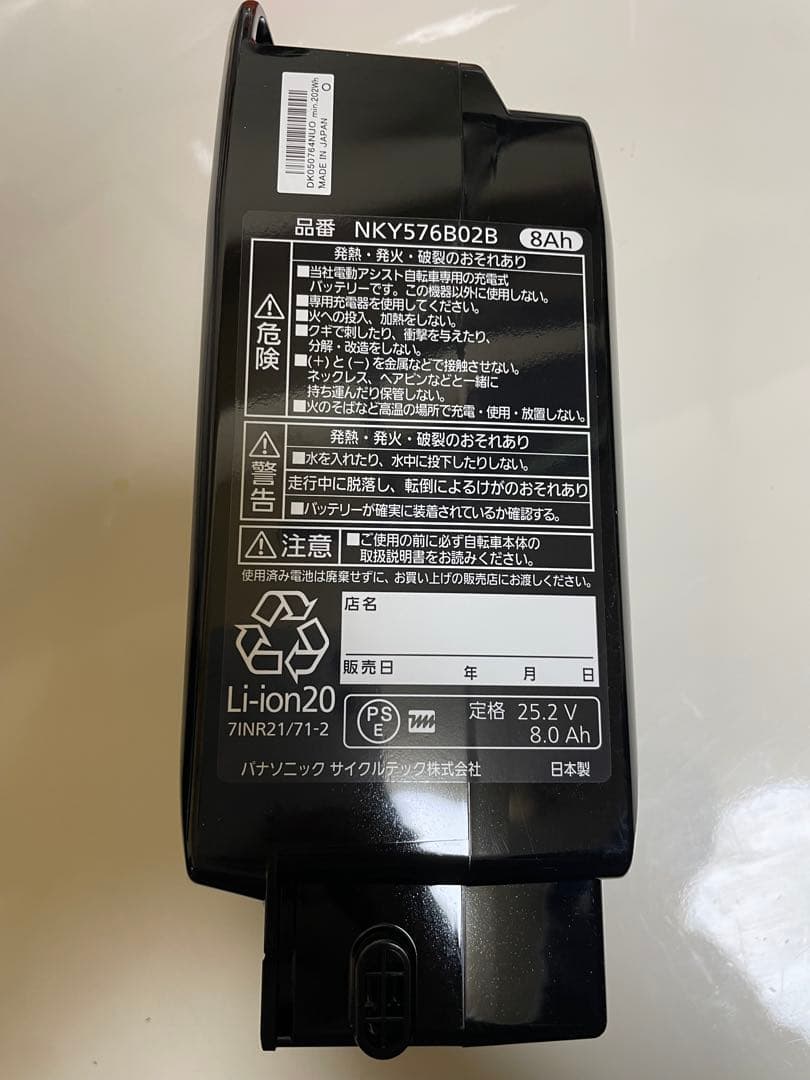 DK050764NUO min.202Wh
MADE IN JAPAN O
品番 NKY576B02B 8Ah
危険
発熱・発火・破裂のおそれあり
■当社電動アシスト自転車専用の充電式
バッテリーです。この機器以外に使用しない。
■専用充電器を使用してください。
■火への投入、加熱をしない。
■クギで刺したり、衝撃を与えたり、
分解・改造をしない。
■(+)と(−)を金属などで接触させない。
ネックレス、ヘアピンなどと一緒に
持ち運んだり保管しない。
■火のそばなど高温の場所で充電・使用・放置しない。
警告
発熱・発火・破裂のおそれあり
■水を入れたり、水中に投下したりしない。
走行中に脱落し、転倒によるけがのおそれあり
■バッテリーが確実に装着されているか確認する。
注意
■ご使用の前に必ず自転車本体の
取扱説明書をお読みください。
使用済み電池は廃棄せずに、お買い上げの販売店にお渡しください。
店名
販売日 年 月 日
Li-ion20
7INR21/71-2
PS
E
定格 25.2 V
8.0 Ah
パナソニック サイクルテック株式会社 日本製